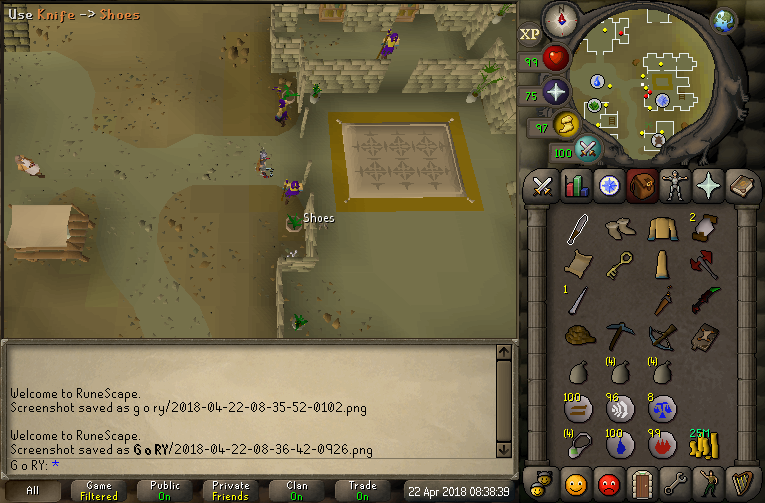 Use Knife -> Shoes
XP
99
75
97
100
Shoes
2
1
(4)
(4)
100
96
8
(4)
100
99
25M
Welcome to RuneScape.
Screenshot saved as g o ry/2018-04-22-08-35-52-0102.png
Welcome to RuneScape.
Screenshot saved as G o RY/2018-04-22-08-36-42-0926.png
G o RY: *
All
Game
Filtered
Public
On
Private
Friends
Clan
On
Trade
On
22 Apr 2018 08:38:39